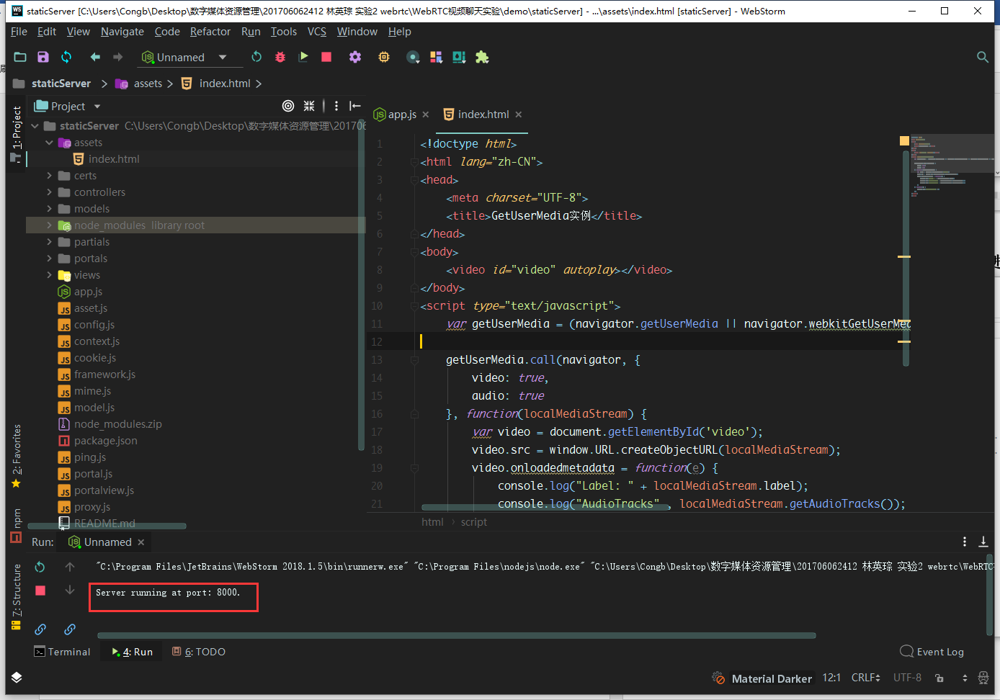 WS staticServer [C:\Users\Congb\Desktop\数字媒体资源管理\201706062412 林英琮 实验2 webrtc\WebRTC视频聊天实验\demo\staticServer] - ...\assets\index.html [staticServer] - WebStorm
File Edit View Navigate Code Refactor Run Tools VCS Window Help
Unnamed
staticServer assets index.html
1: Project
Project
staticServer C:\Users\Congb\Desktop\数字媒体资源管理\20170
assets
index.html
certs
controllers
models
node_modules library root
partials
portals
views
app.js
asset.js
config.js
context.js
cookie.js
framework.js
mime.js
model.js
node_modules.zip
package.json
ping.js
portal.js
portalview.js
proxy.js
README.md
app.js index.html
1 <!doctype html>
2 <html lang="zh-CN">
3 <head>
4 <meta charset="UTF-8">
5 <title>GetUserMedia实例</title>
6 </head>
7 <body>
8 <video id="video" autoplay></video>
9 </body>
10 <script type="text/javascript">
11 var getUserMedia = (navigator.getUserMedia || navigator.webkitGetUserMed
12
13 getUserMedia.call(navigator, {
14 video: true,
15 audio: true
16 }, function(localMediaStream) {
17 var video = document.getElementById('video');
18 video.src = window.URL.createObjectURL(localMediaStream);
19 video.onloadedmetadata = function(e) {
20 console.log("Label: " + localMediaStream.label);
21 console.log("AudioTracks" , localMediaStream.getAudioTracks());
html script
2: Favorites
npm
7: Structure
Run: Unnamed
"C:\Program Files\JetBrains\WebStorm 2018.1.5\bin\runnerw.exe" "C:\Program Files\nodejs\node.exe" "C:\Users\Congb\Desktop\数字媒体资源管理\201706062412 林英琮 实验2 webrtc\WebRTC
Server running at port: 8000.
Terminal 4: Run 6: TODO
Event Log
Material Darker 12:1 CRLF UTF-8